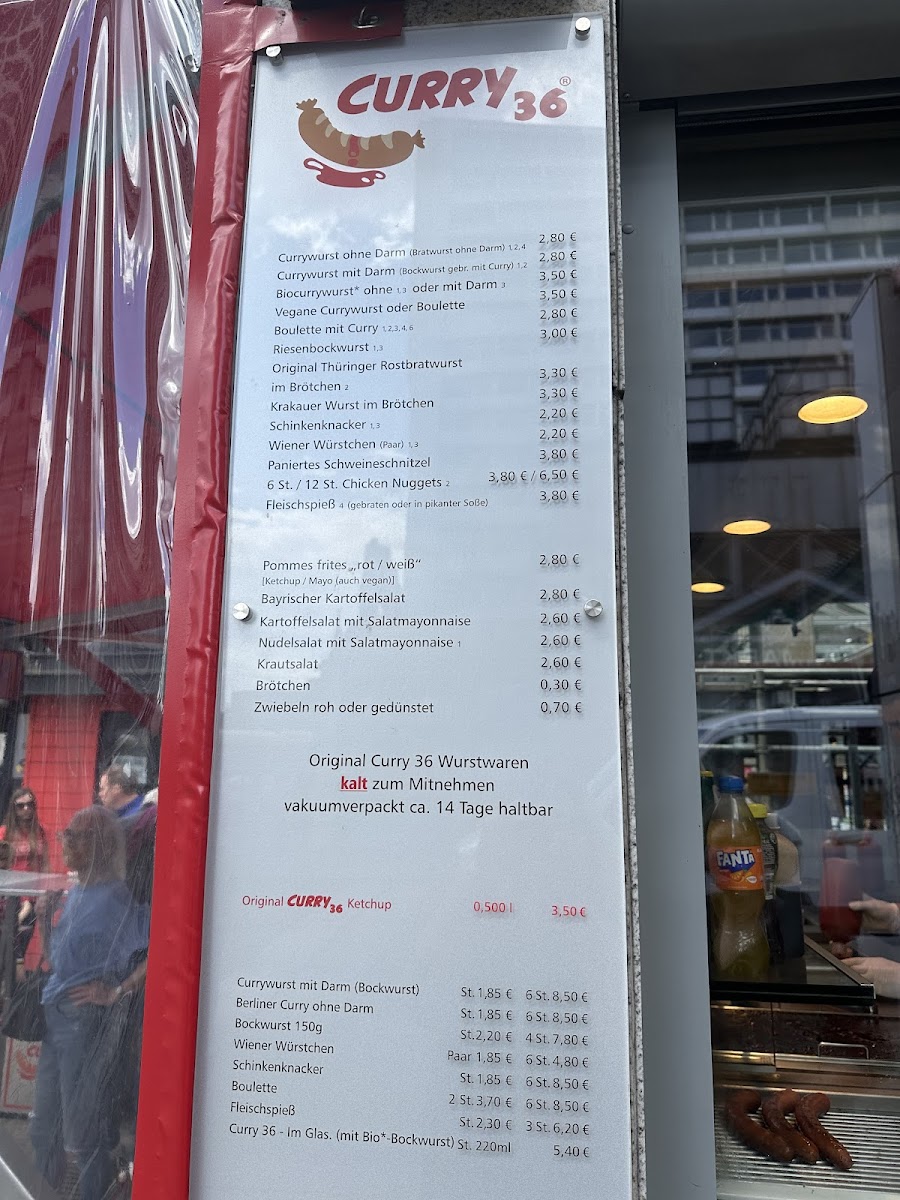 CURRY 36®
Currywurst ohne Darm (Bratwurst ohne Darm) 1,2,4 2,80 €
Currywurst mit Darm (Bockwurst gebr. mit Curry) 1,2 2,80 €
Biocurrywurst* ohne 1,3 oder mit Darm 3 3,50 €
Vegane Currywurst oder Boulette 3,50 €
Boulette mit Curry 1,2,3,4,6 2,80 €
Riesenbockwurst 1,3 3,00 €
Original Thüringer Rostbratwurst
im Brötchen 2 3,30 €
Krakauer Wurst im Brötchen 3,30 €
Schinkenknacker 1,3 2,20 €
Wiener Würstchen (Paar) 1,3 2,20 €
Paniertes Schweineschnitzel 3,80 €
6 St. / 12 St. Chicken Nuggets 2 3,80 € / 6,50 €
Fleischspieß 4 (gebraten oder in pikanter Soße) 3,80 €
Pommes frites „rot / weiß“ 2,80 €
[Ketchup / Mayo (auch vegan)]
Bayrischer Kartoffelsalat 2,80 €
Kartoffelsalat mit Salatmayonnaise 2,60 €
Nudelsalat mit Salatmayonnaise 1 2,60 €
Krautsalat 2,60 €
Brötchen 0,30 €
Zwiebeln roh oder gedünstet 0,70 €
Original Curry 36 Wurstwaren
kalt zum Mitnehmen
vakuumverpackt ca. 14 Tage haltbar
Original CURRY 36 Ketchup 0,500 l 3,50 €
Currywurst mit Darm (Bockwurst) St. 1,85 € 6 St. 8,50 €
Berliner Curry ohne Darm St. 1,85 € 6 St. 8,50 €
Bockwurst 150g St. 2,20 € 4 St. 7,80 €
Wiener Würstchen Paar 1,85 € 6 St. 4,80 €
Schinkenknacker St. 1,85 € 6 St. 8,50 €
Boulette 2 St. 3,70 € 6 St. 8,50 €
Fleischspieß St. 2,30 € 3 St. 6,20 €
Curry 36 - Im Glas. (mit Bio*-Bockwurst) St. 220ml 5,40 €
FANTA